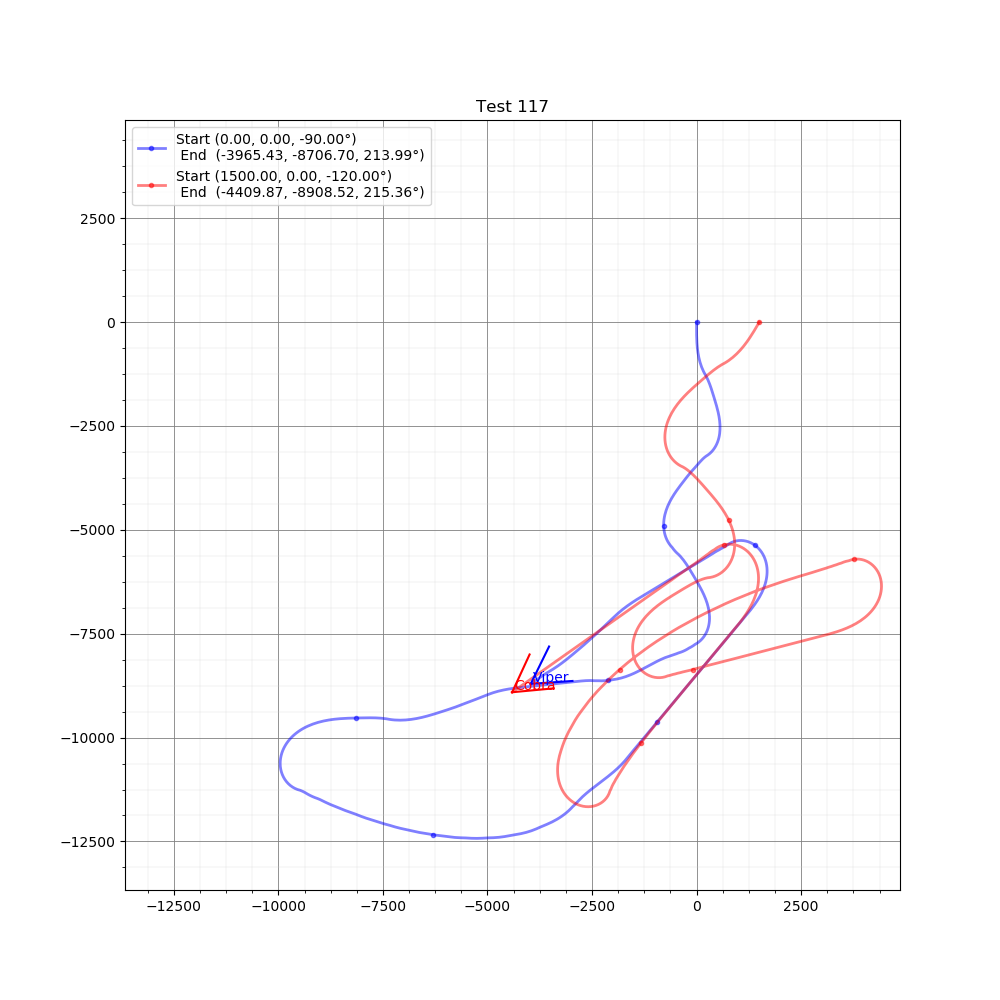 Test 117
Start (0.00, 0.00, -90.00°)
End  (-3965.43, -8706.70, 213.99°)
Start (1500.00, 0.00, -120.00°)
End  (-4409.87, -8908.52, 215.36°)
2500
0
−2500
−5000
−7500
−10000
−12500
Viper
Cobra
−12500
−10000
−7500
−5000
−2500
0
2500